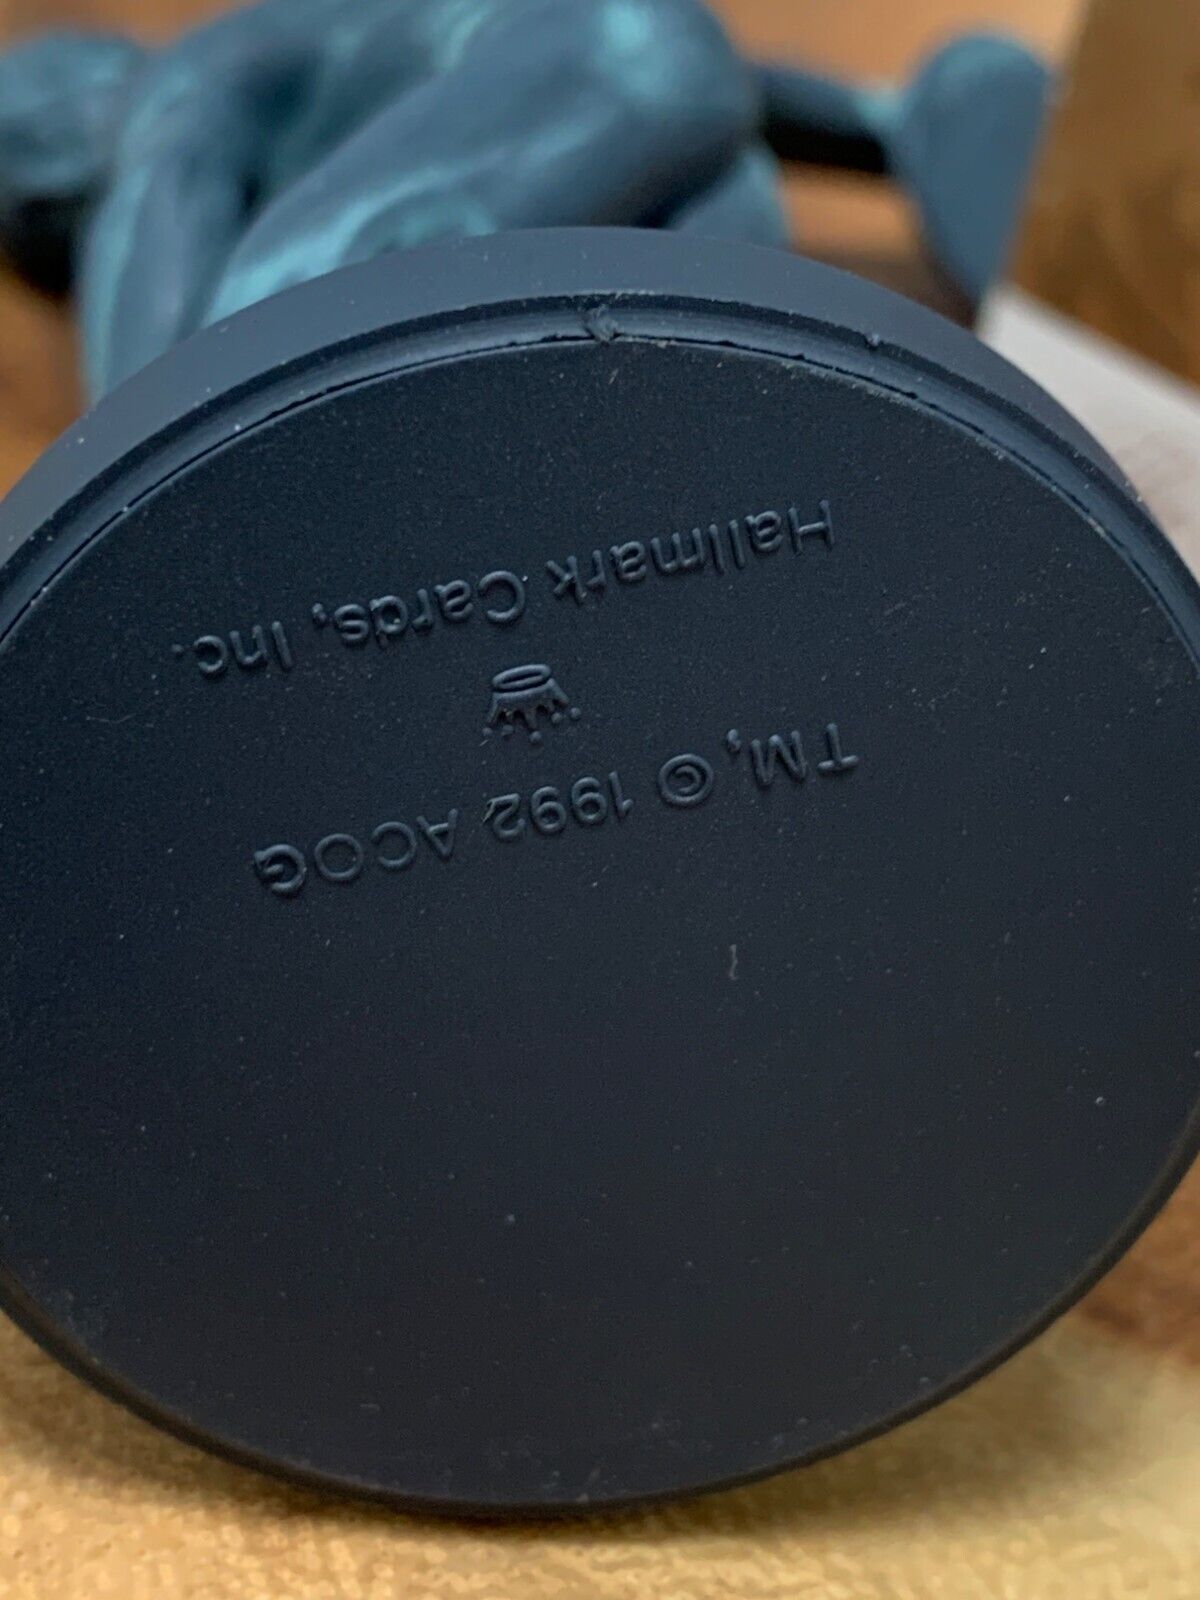 Hallmark Cards, Inc.
TM, © 1992 ACOG